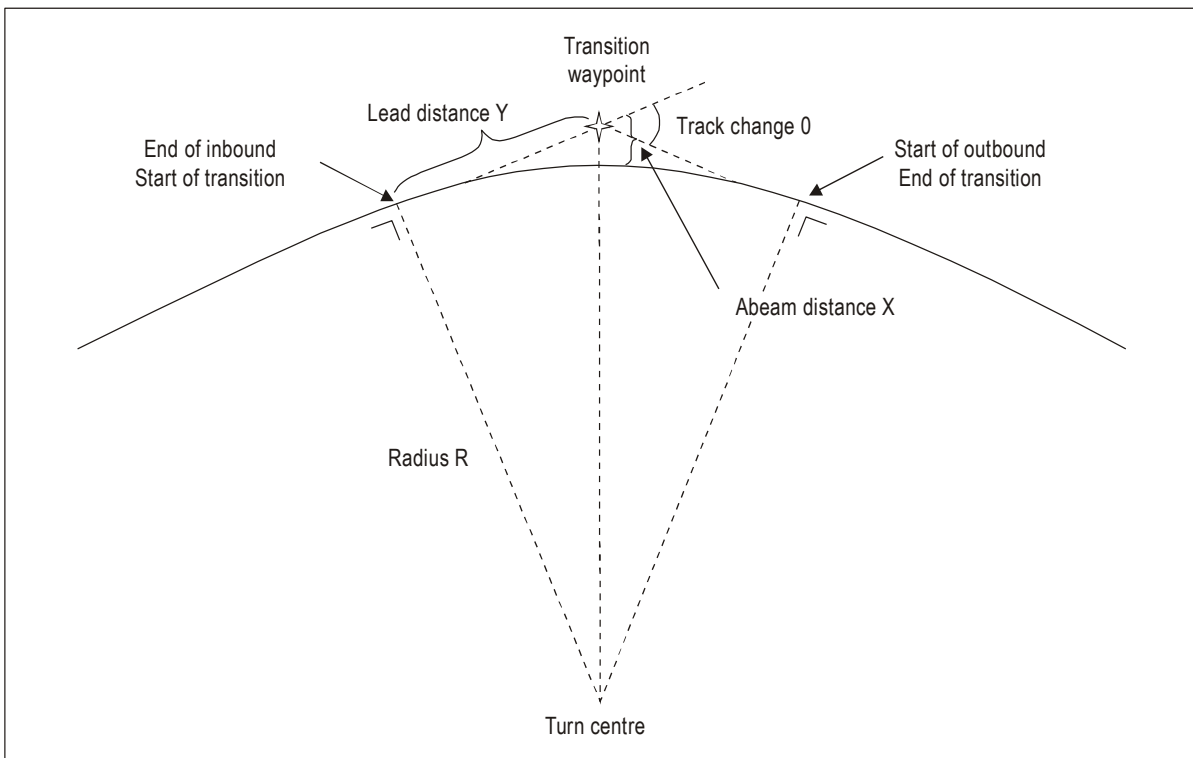 Transition
waypoint
Lead distance Y
Track change 0
End of inbound
Start of transition
Start of outbound
End of transition
Abeam distance X
Radius R
Turn centre